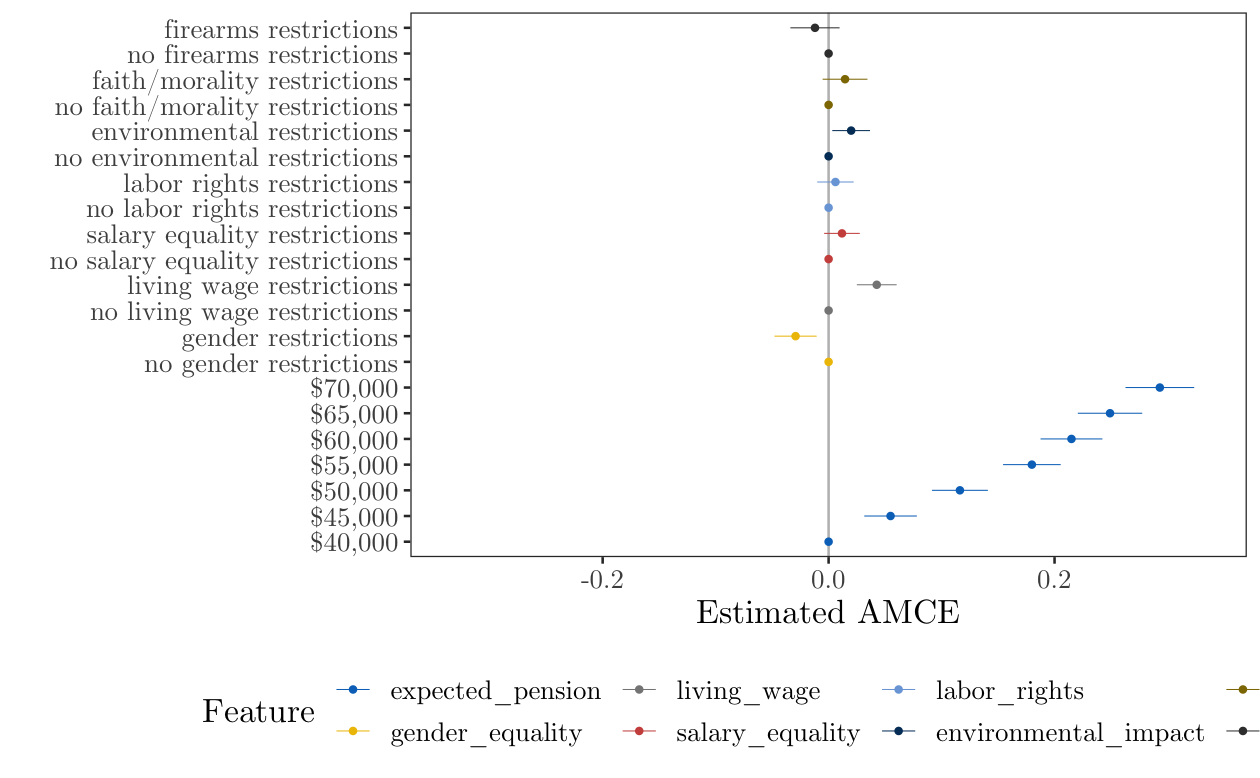 firearms restrictions
no firearms restrictions
faith/morality restrictions
no faith/morality restrictions
environmental restrictions
no environmental restrictions
labor rights restrictions
no labor rights restrictions
salary equality restrictions
no salary equality restrictions
living wage restrictions
no living wage restrictions
gender restrictions
no gender restrictions
$70,000
$65,000
$60,000
$55,000
$50,000
$45,000
$40,000
-0.2 0.0 0.2
Estimated AMCE
Feature
expected_pension living_wage labor_rights
gender_equality salary_equality environmental_impact